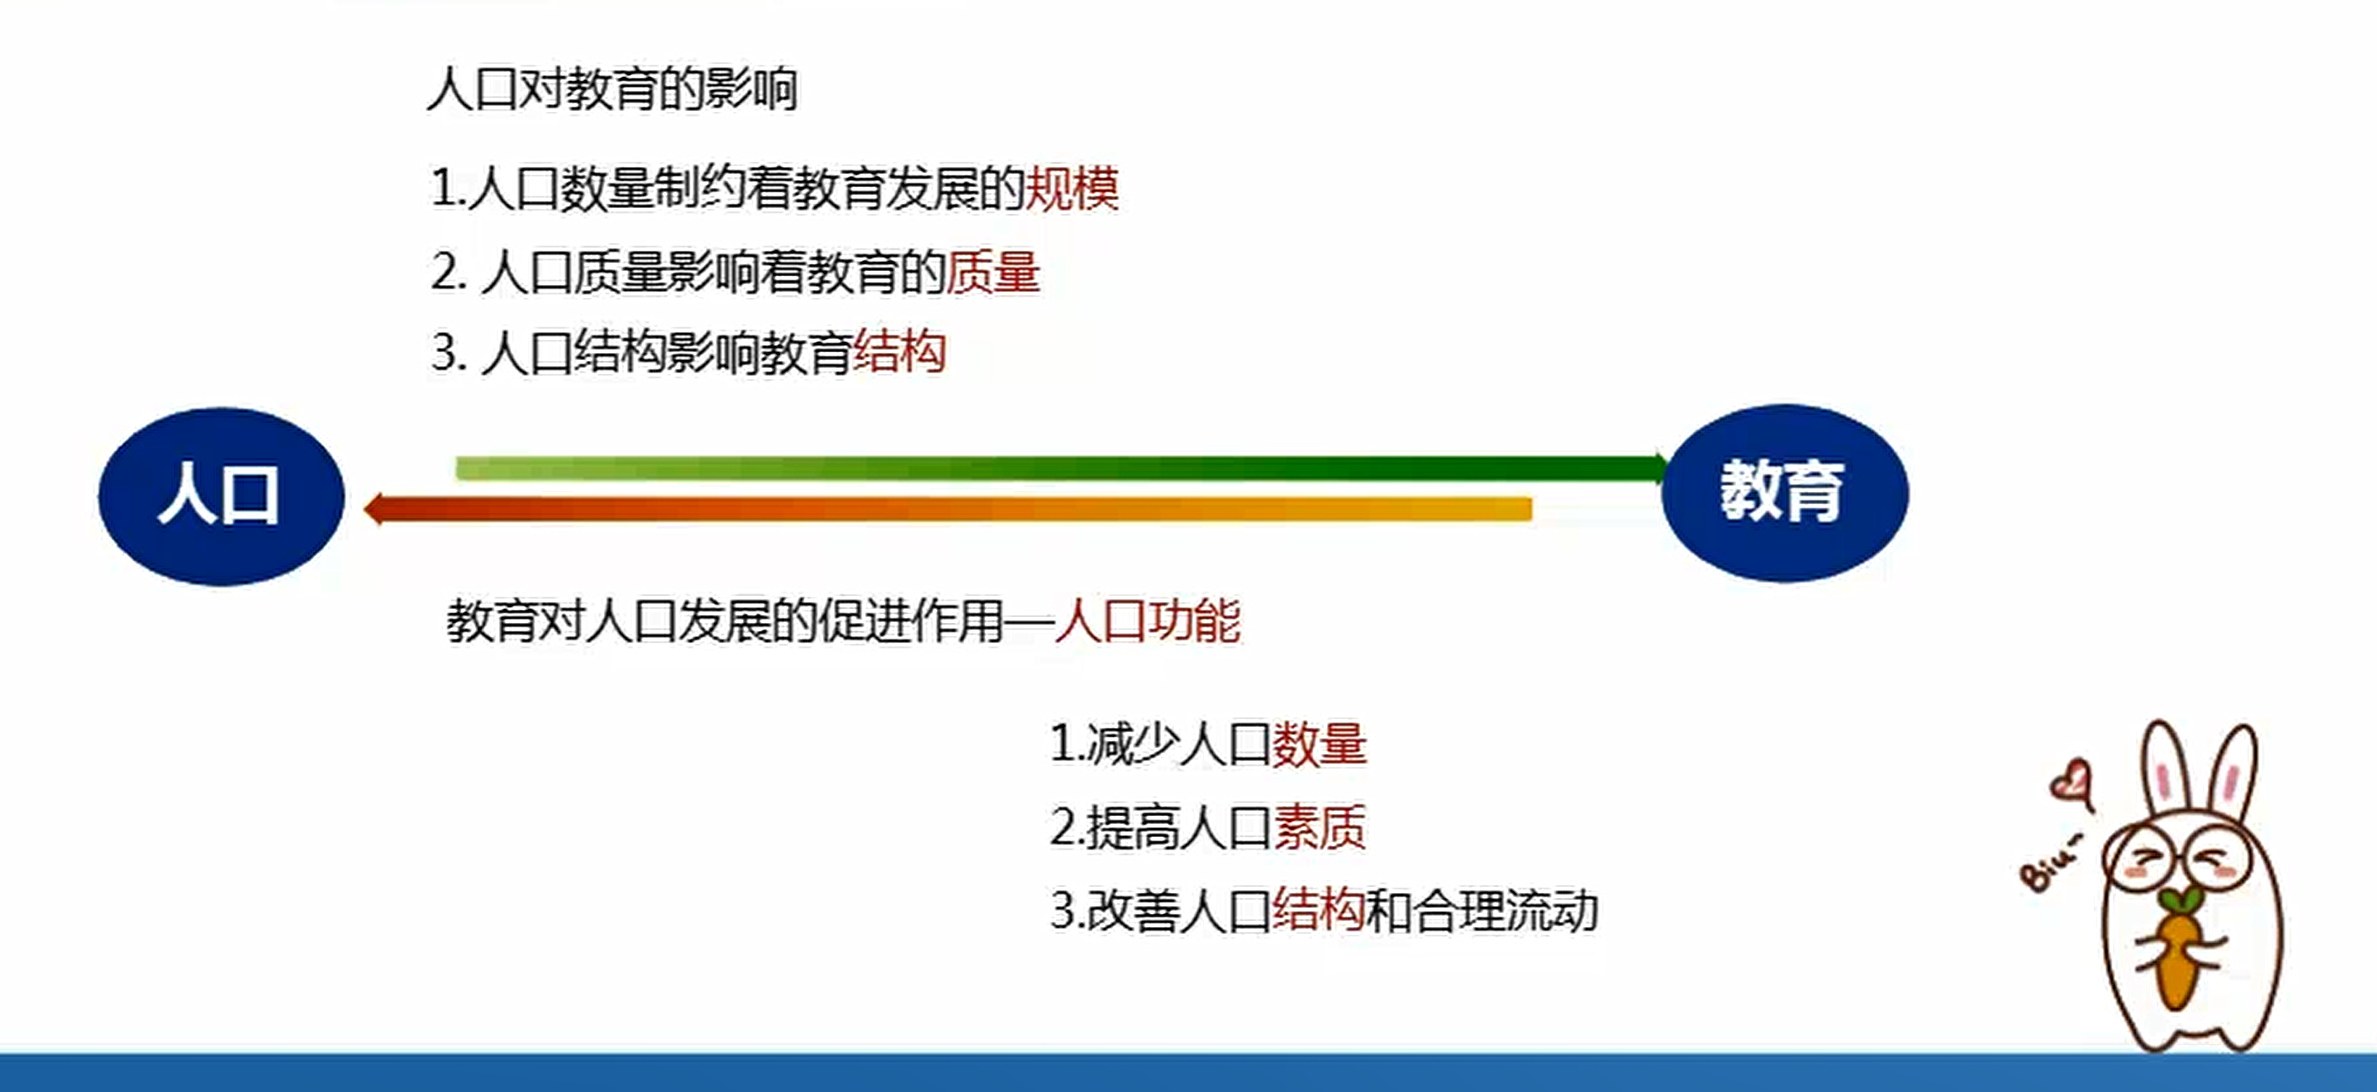 人口对教育的影响
1.人口数量制约着教育发展的规模
2. 人口质量影响着教育的质量
3. 人口结构影响教育结构
人口
教育
教育对人口发展的促进作用—人口功能
1.减少人口数量
2.提高人口素质
3.改善人口结构和合理流动
Biu~